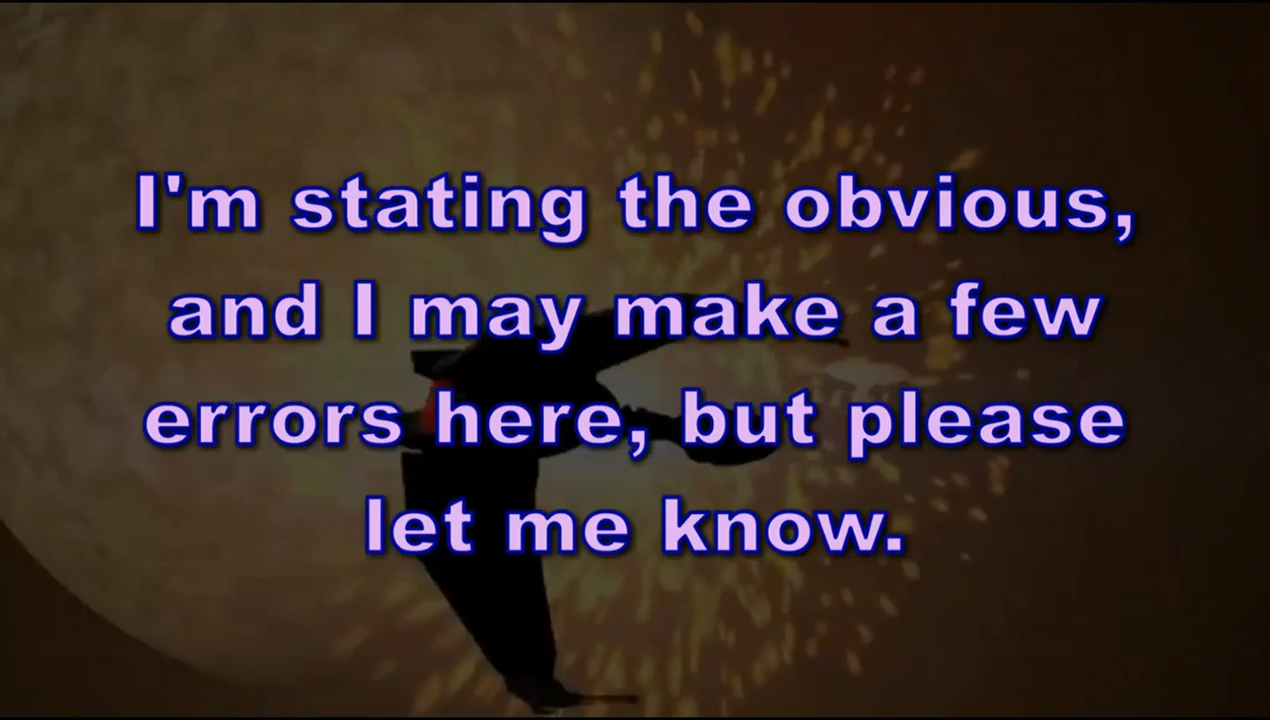 I'm stating the obvious,
and I may make a few
errors here, but please
let me know.